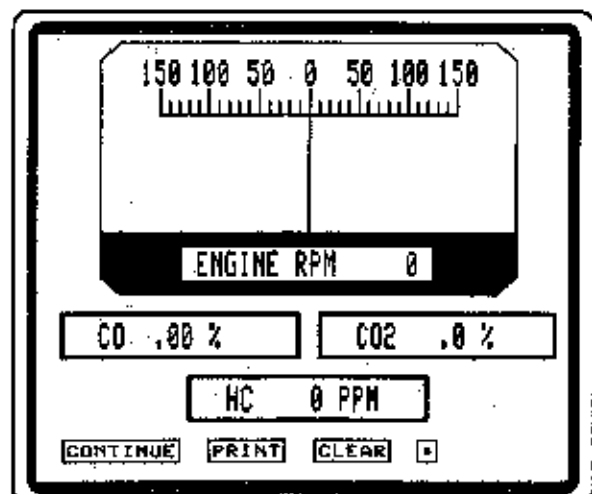 150 100 50 0 50 100 150
ENGINE RPM 0
CO .00 % CO2 .0 %
HC 0 PPM
CONTINUE PRINT CLEAR